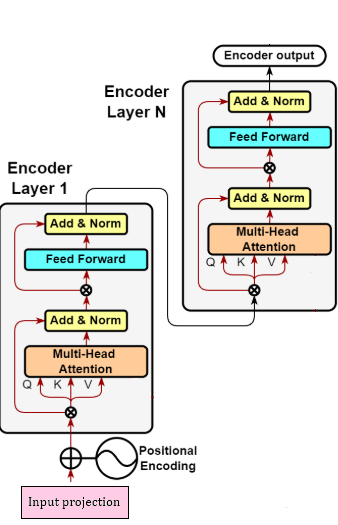 Encoder output
Encoder
Layer N
Add & Norm
Feed Forward
Add & Norm
Multi-Head
Attention
Q K V
Encoder
Layer 1
Add & Norm
Feed Forward
Add & Norm
Multi-Head
Attention
Q K V
Positional
Encoding
Input projection